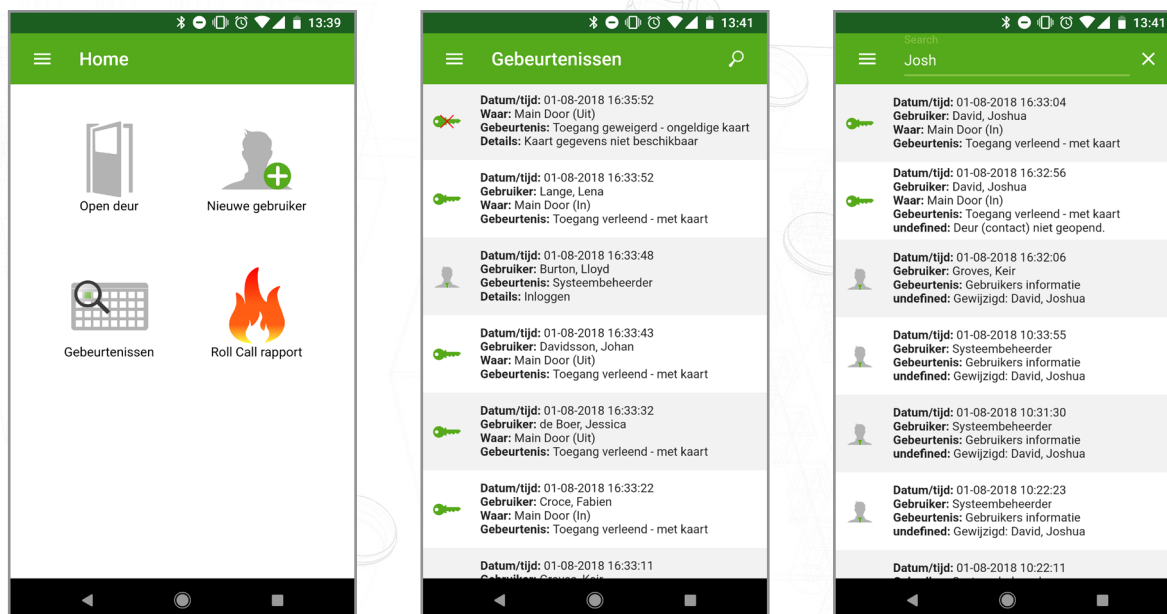 13:39
Home
Open deur
Nieuwe gebruiker
Gebeurtenissen
Roll Call rapport
13:41
Gebeurtenissen
Datum/tijd: 01-08-2018 16:35:52
Waar: Main Door (Uit)
Gebeurtenis: Toegang geweigerd - ongeldige kaart
Details: Kaart gegevens niet beschikbaar
Datum/tijd: 01-08-2018 16:33:52
Gebruiker: Lange, Lena
Waar: Main Door (In)
Gebeurtenis: Toegang verleend - met kaart
Datum/tijd: 01-08-2018 16:33:48
Gebruiker: Burton, Lloyd
Gebeurtenis: Systeembeheerder
Details: Inloggen
Datum/tijd: 01-08-2018 16:33:43
Gebruiker: Davidsson, Johan
Waar: Main Door (Uit)
Gebeurtenis: Toegang verleend - met kaart
Datum/tijd: 01-08-2018 16:33:32
Gebruiker: de Boer, Jessica
Waar: Main Door (Uit)
Gebeurtenis: Toegang verleend - met kaart
Datum/tijd: 01-08-2018 16:33:22
Gebruiker: Croce, Fabien
Waar: Main Door (In)
Gebeurtenis: Toegang verleend - met kaart
Datum/tijd: 01-08-2018 16:33:11
Gebruiker: Groves, Keir
13:41
Search
Josh
Datum/tijd: 01-08-2018 16:33:04
Gebruiker: David, Joshua
Waar: Main Door (In)
Gebeurtenis: Toegang verleend - met kaart
Datum/tijd: 01-08-2018 16:32:56
Gebruiker: David, Joshua
Waar: Main Door (In)
Gebeurtenis: Toegang verleend - met kaart
undefined: Deur (contact) niet geopend.
Datum/tijd: 01-08-2018 16:32:06
Gebruiker: Groves, Keir
Gebeurtenis: Gebruikers informatie
undefined: Gewijzigd: David, Joshua
Datum/tijd: 01-08-2018 10:33:55
Gebruiker: Systeembeheerder
Gebeurtenis: Gebruikers informatie
undefined: Gewijzigd: David, Joshua
Datum/tijd: 01-08-2018 10:31:30
Gebruiker: Systeembeheerder
Gebeurtenis: Gebruikers informatie
undefined: Gewijzigd: David, Joshua
Datum/tijd: 01-08-2018 10:22:23
Gebruiker: Systeembeheerder
Gebeurtenis: Gebruikers informatie
undefined: Gewijzigd: David, Joshua
Datum/tijd: 01-08-2018 10:22:11